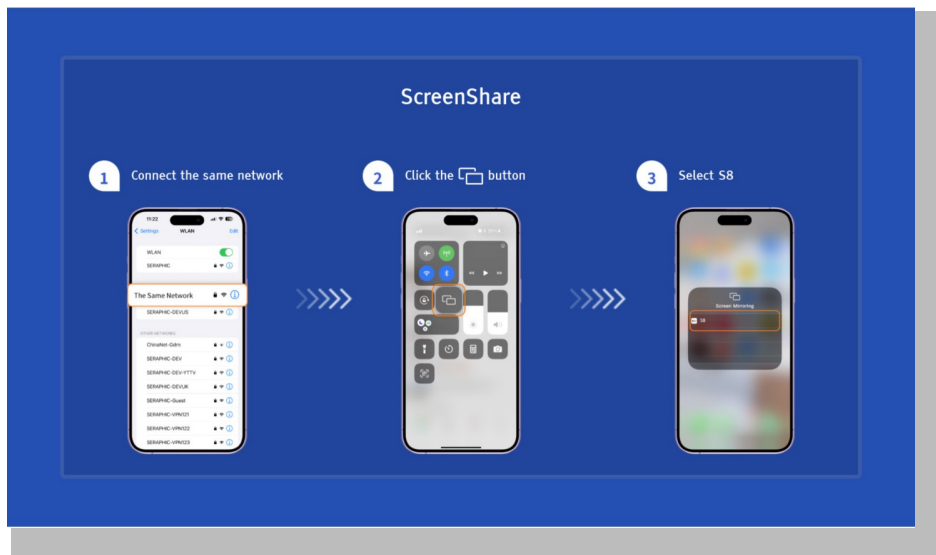 ScreenShare
1 Connect the same network
2 Click the button
3 Select S8
11:22
Settings WLAN Edit
WLAN
SERAPHIC
The Same Network
SERAPHIC-DEVUS
OTHER NETWORKS
ChinaNet-Gdrx
SERAPHIC-DEV
SERAPHIC-DEV-YTTV
SERAPHIC-DEVUK
SERAPHIC-Guest
SERAPHIC-VPN121
SERAPHIC-VPN122
SERAPHIC-VPN123
Screen Mirroring
S8